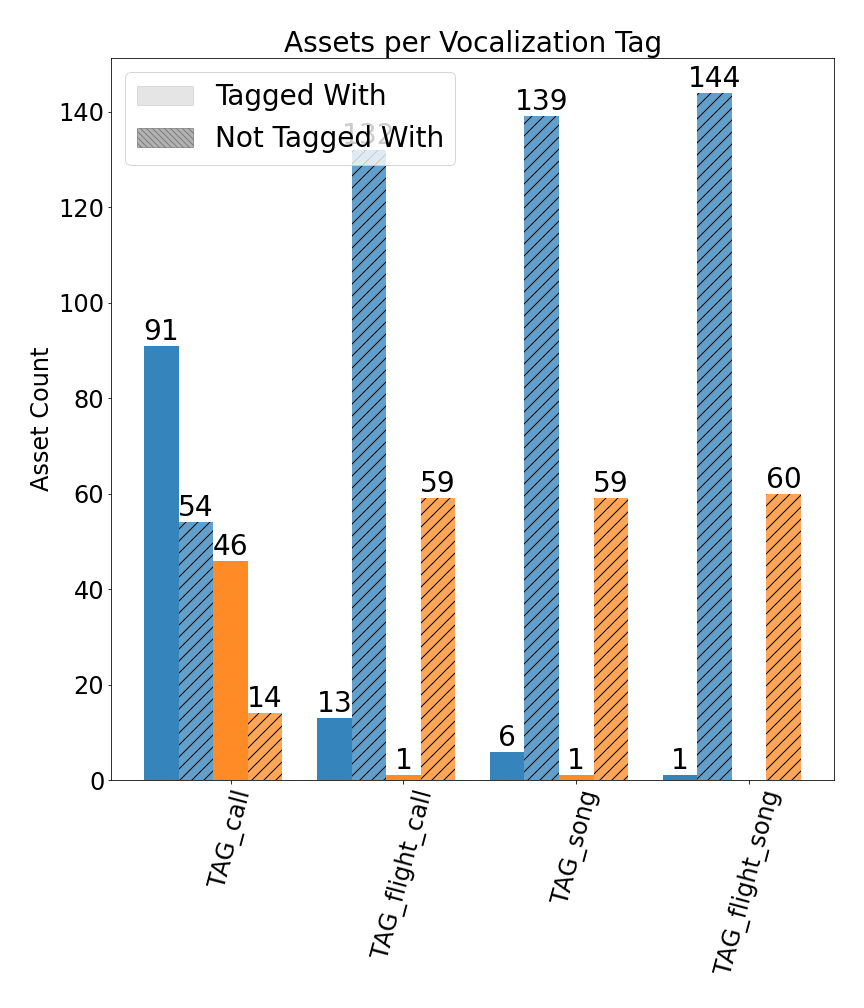 Assets per Vocalization Tag
Tagged With
Not Tagged With
Asset Count
140
120
100
80
60
40
20
0
91
54
46
14
13
132
1
59
6
139
1
59
1
144
60
TAG_call
TAG_flight_call
TAG_song
TAG_flight_song